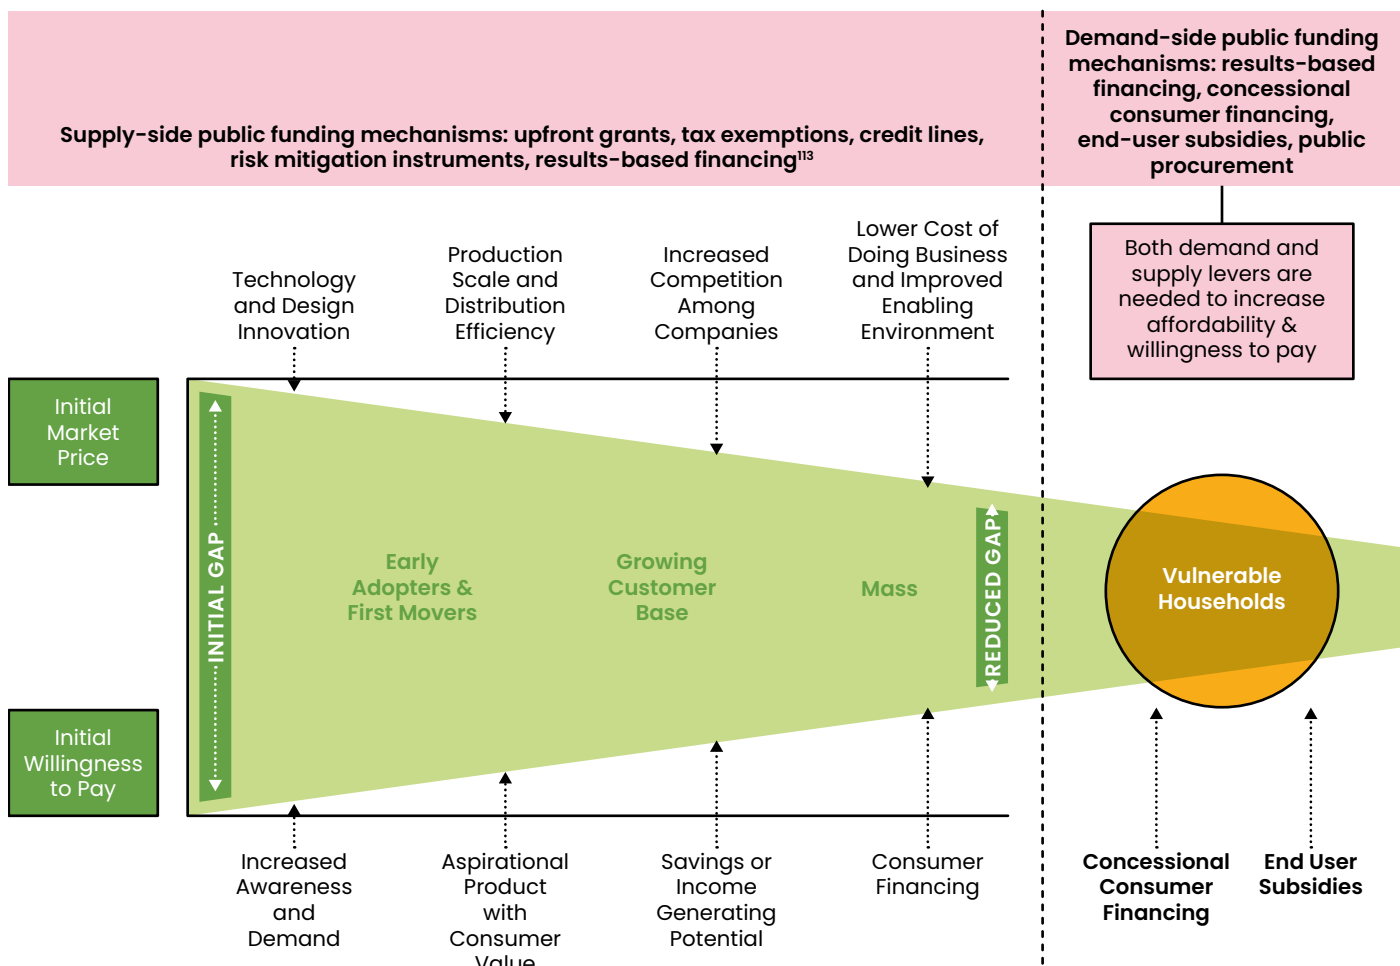 Supply-side public funding mechanisms: upfront grants, tax exemptions, credit lines,
risk mitigation instruments, results-based financing¹¹³
Demand-side public funding
mechanisms: results-based
financing, concessional
consumer financing,
end-user subsidies, public
procurement
Technology
and Design
Innovation
Production
Scale and
Distribution
Efficiency
Increased
Competition
Among
Companies
Lower Cost of
Doing Business
and Improved
Enabling
Environment
Both demand and
supply levers are
needed to increase
affordability &
willingness to pay
Initial
Market
Price
INITIAL GAP
Early
Adopters &
First Movers
Growing
Customer
Base
Mass
REDUCED GAP
Vulnerable
Households
Initial
Willingness
to Pay
Increased
Awareness
and
Demand
Aspirational
Product
with
Consumer
Value
Savings or
Income
Generating
Potential
Consumer
Financing
Concessional
Consumer
Financing
End User
Subsidies